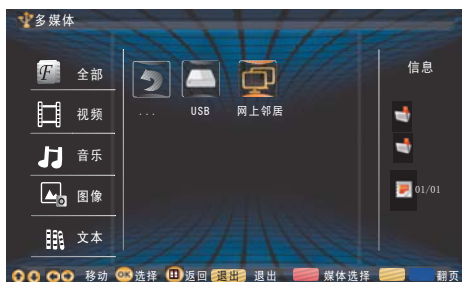 多媒体
全部
视频
音乐
图像
文本
... USB 网上邻居
信息
01/01
移动 OK 选择 返回 退出 退出 媒体选择 翻页